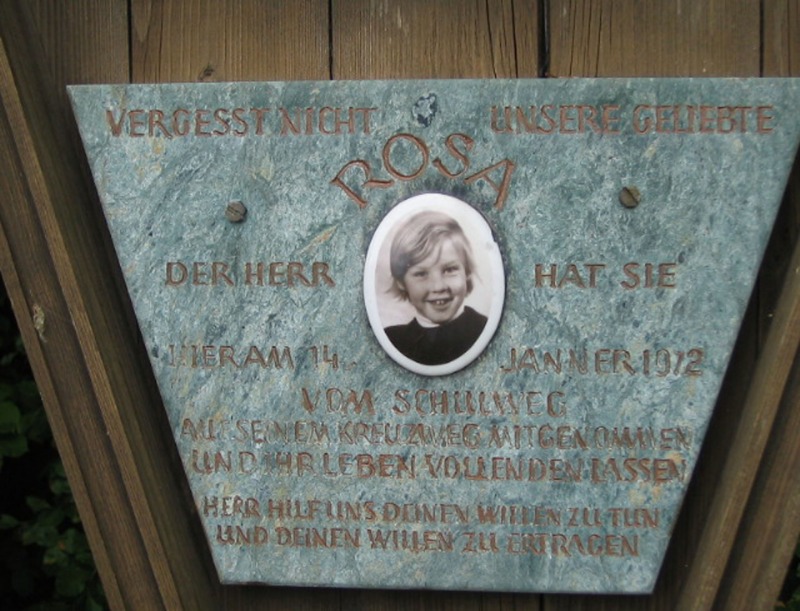 VERGESST NICHT UNSERE GELIEBTE
ROSA
DER HERR HAT SIE
HIER AM 14. JANNER 1972
VOM SCHULWEG
AUF SEINEM KREUZWEG MITGENOMMEN
UND IHR LEBEN VOLLENDEN LASSEN
HERR HILF UNS DEINEN WILLEN ZU TUN
UND DEINEN WILLEN ZU ERTRAGEN